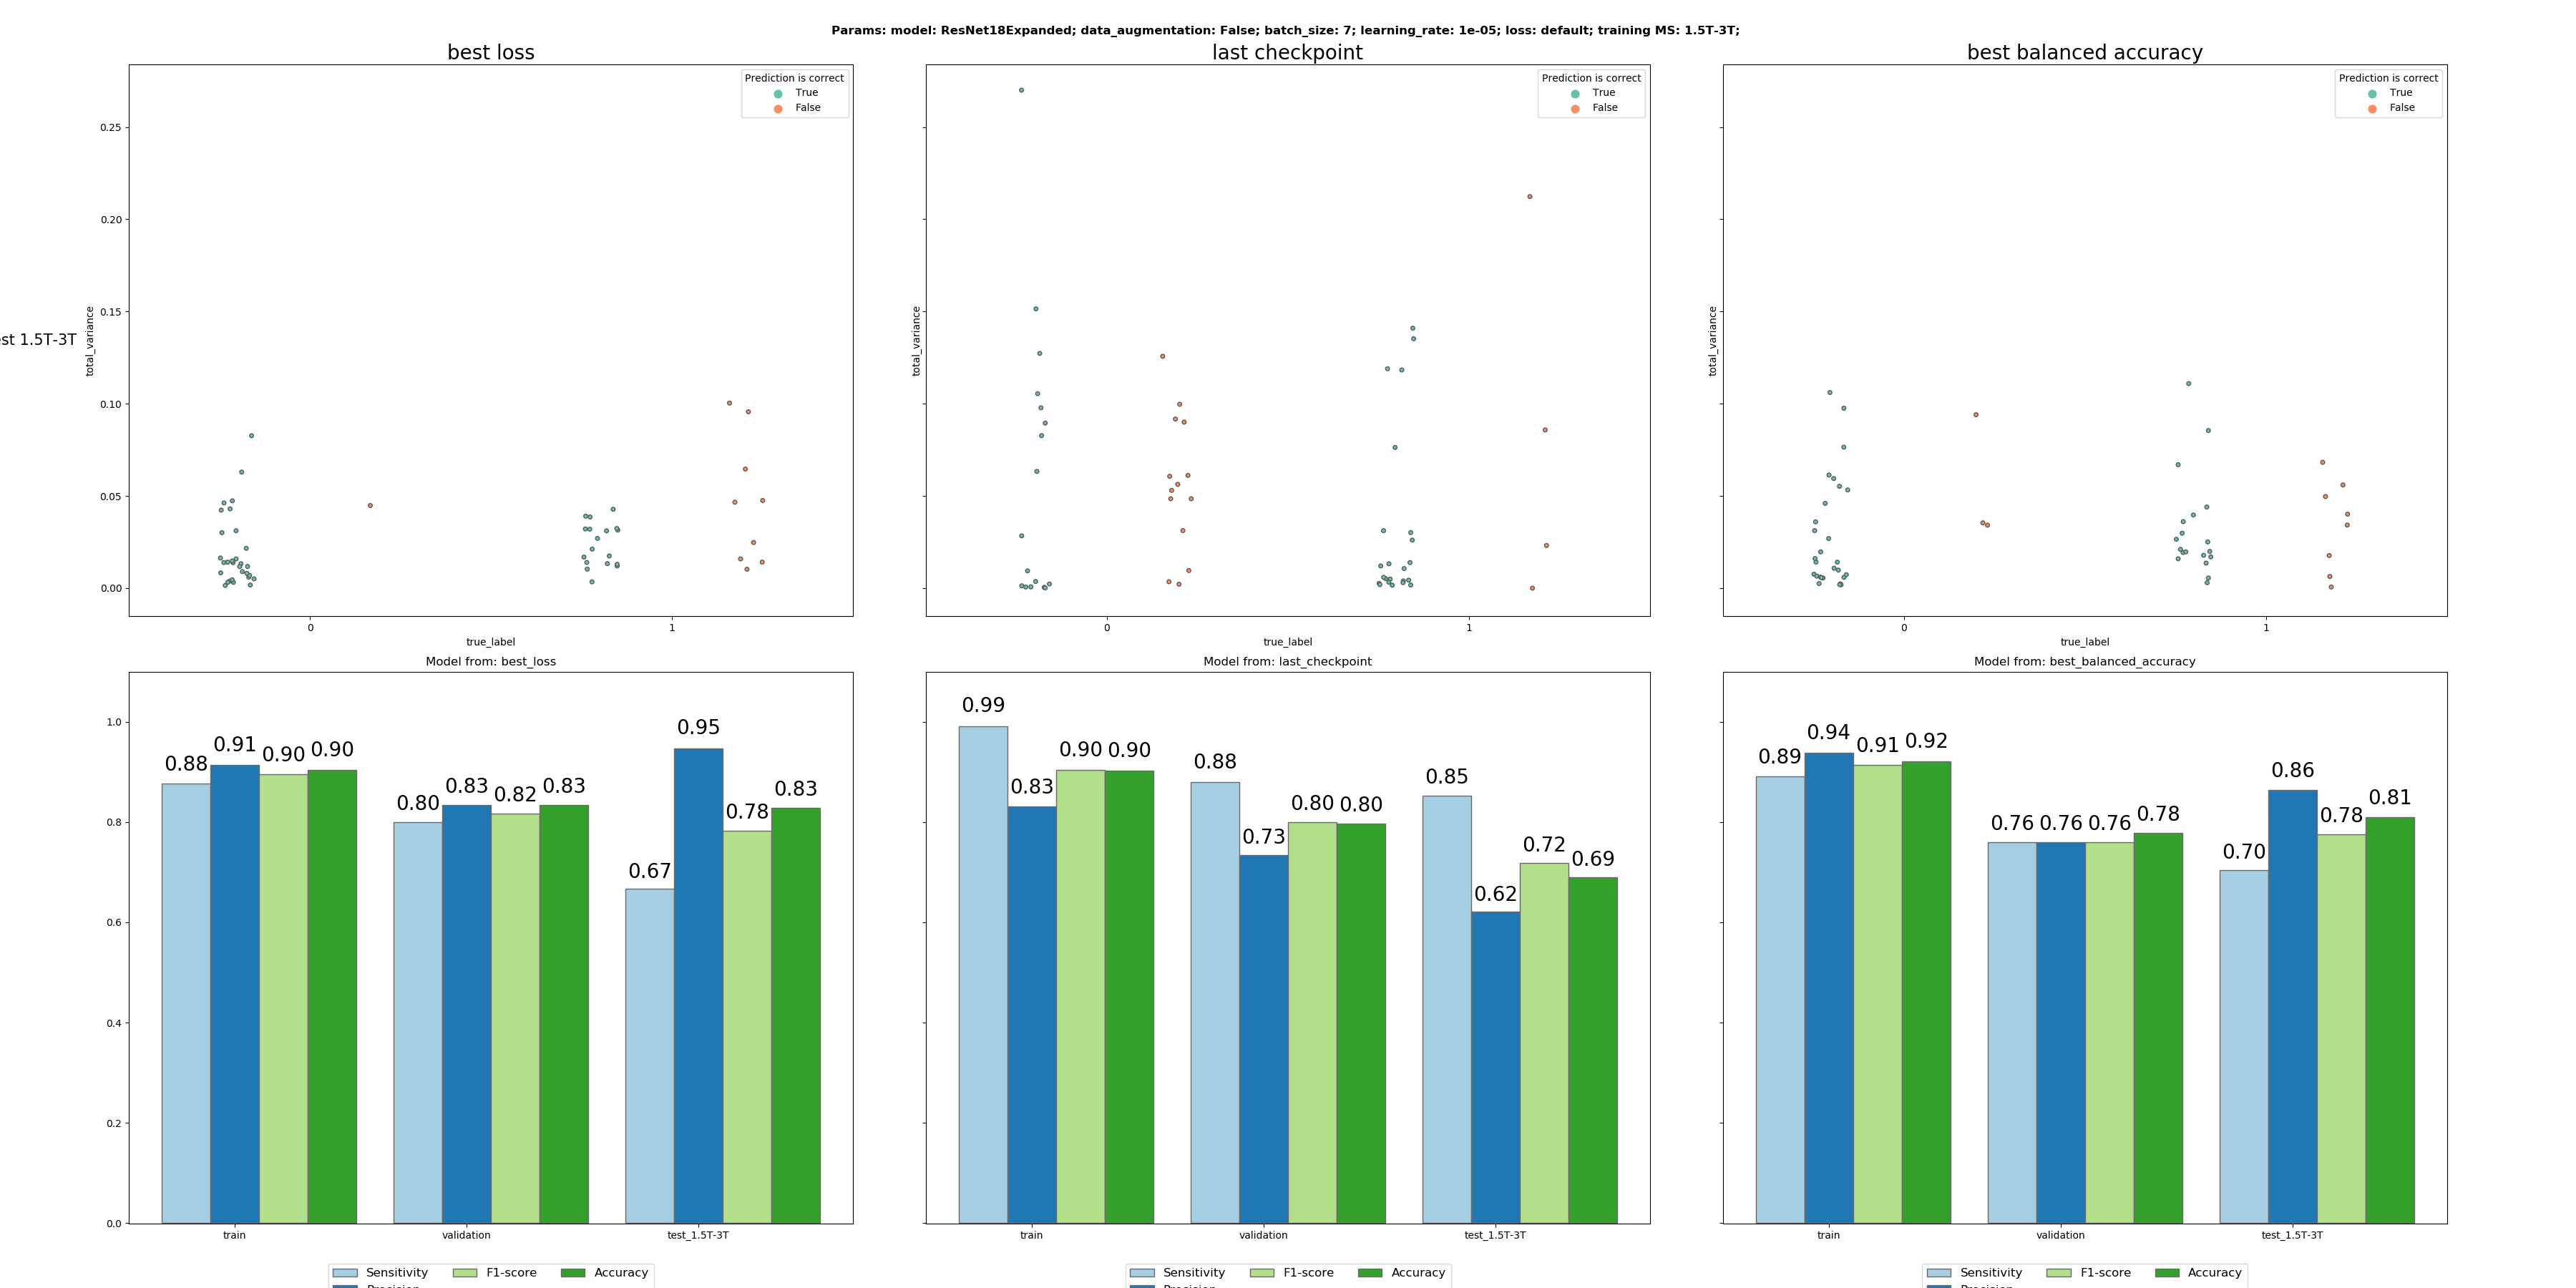 Params: model: ResNet18Expanded; data_augmentation: False; batch_size: 7; learning_rate: 1e-05; loss: default; training MS: 1.5T-3T;
best loss
last checkpoint
best balanced accuracy
Prediction is correct
True
False
Prediction is correct
True
False
Prediction is correct
True
False
1.5T-3T
total_variance
0.25
0.20
0.15
0.10
0.05
0.00
total_variance
total_variance
0 1
true_label
0 1
true_label
0 1
true_label
Model from: best_loss
Model from: last_checkpoint
Model from: best_balanced_accuracy
1.0
0.8
0.6
0.4
0.2
0.0
0.88 0.91 0.90 0.90
0.80 0.83 0.82 0.83
0.67 0.95 0.78 0.83
train validation test_1.5T-3T
0.99 0.83 0.90 0.90
0.88 0.73 0.80 0.80
0.85 0.62 0.72 0.69
train validation test_1.5T-3T
0.89 0.94 0.91 0.92
0.76 0.76 0.76 0.78
0.70 0.86 0.78 0.81
train validation test_1.5T-3T
Sensitivity F1-score Accuracy
Sensitivity F1-score Accuracy
Sensitivity F1-score Accuracy